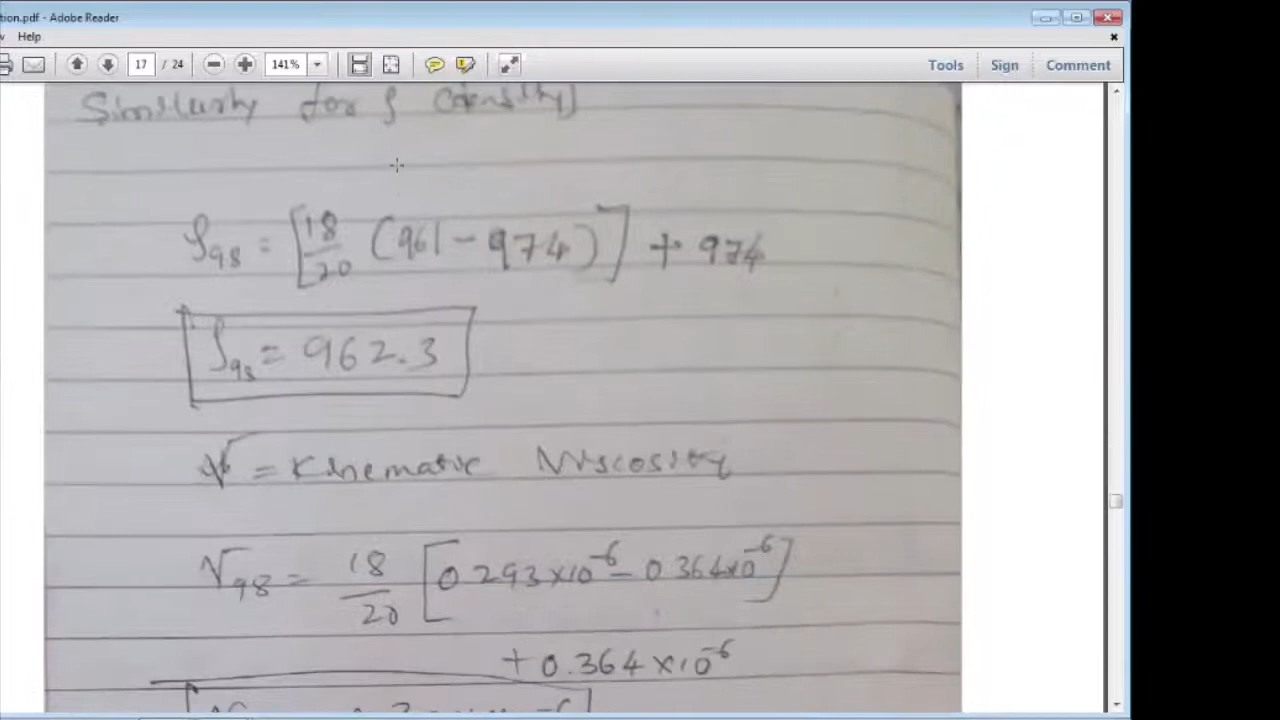 tion.pdf - Adobe Reader
Help
17 / 24 141% Tools Sign Comment
Similarly for ρ (density)
ρ98 = [18/20 (961 - 974)] + 974
ρ98 = 962.3
ν = Kinematic Viscosity
ν98 = 18/20 [0.293×10⁻⁶ - 0.364×10⁻⁶]
+ 0.364×10⁻⁶